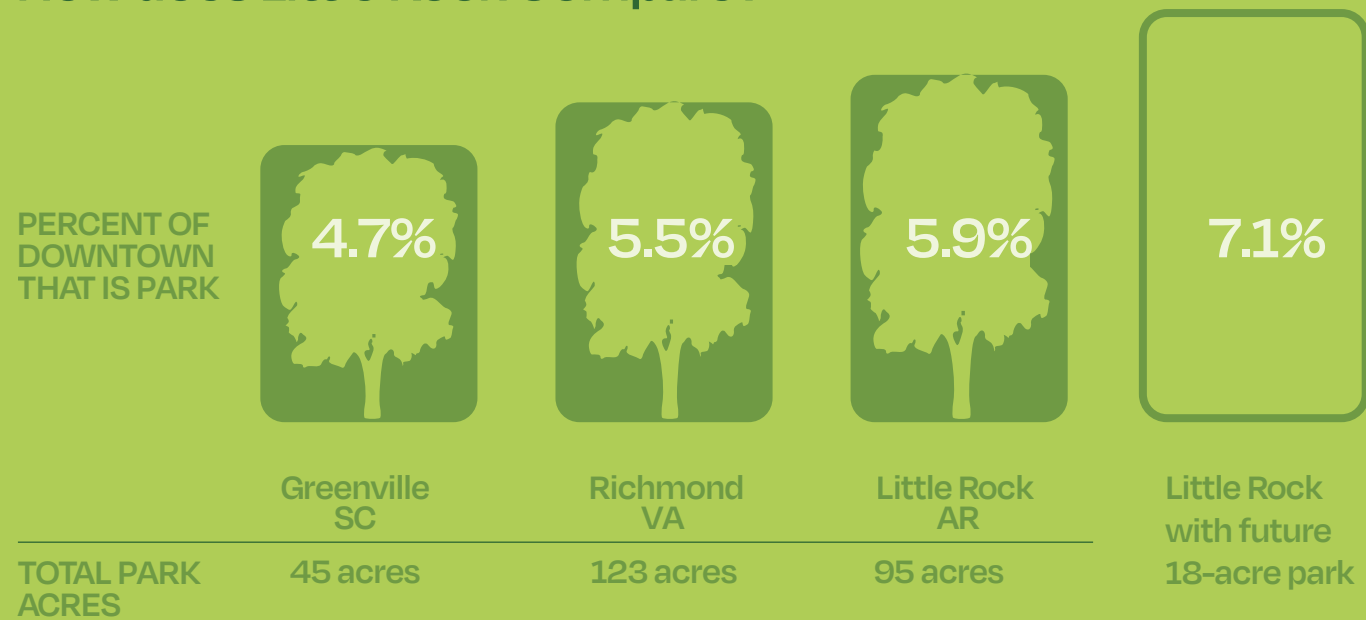 PERCENT OF
DOWNTOWN
THAT IS PARK
4.7%
5.5%
5.9%
7.1%
Greenville
SC
Richmond
VA
Little Rock
AR
Little Rock
with future
18-acre park
TOTAL PARK
ACRES
45 acres
123 acres
95 acres